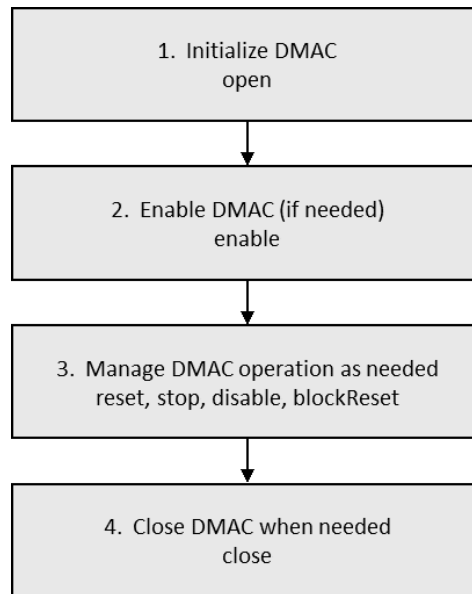 1. Initialize DMAC
open
2. Enable DMAC (if needed)
enable
3. Manage DMAC operation as needed
reset, stop, disable, blockReset
4. Close DMAC when needed
close